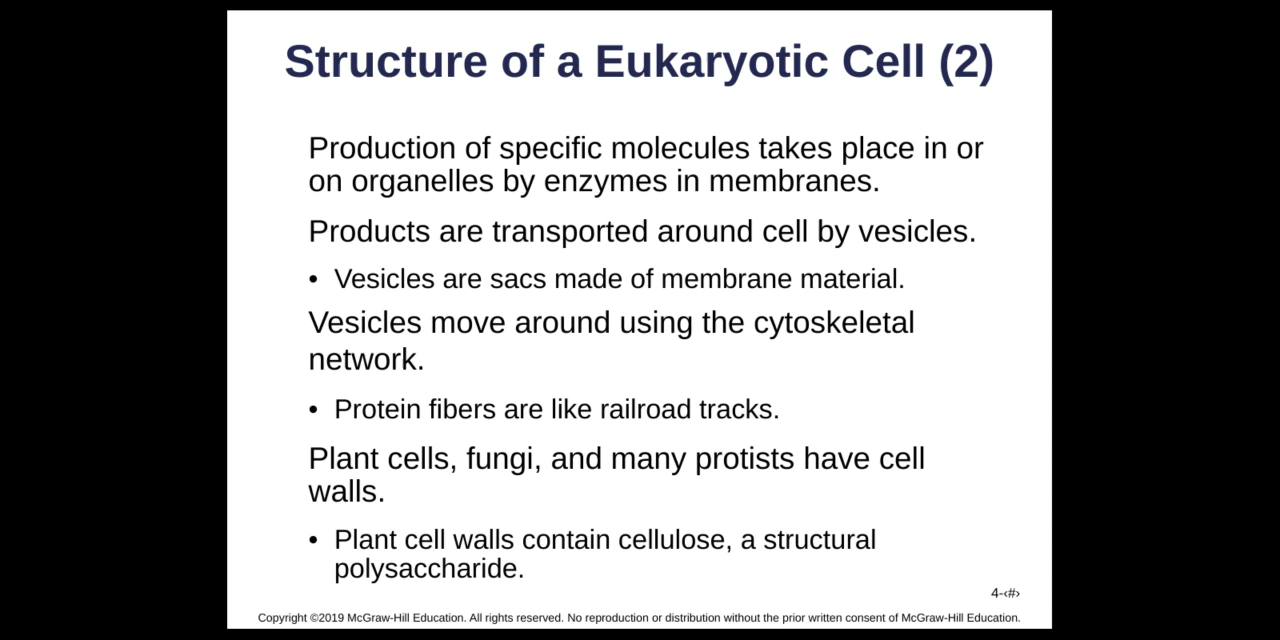 Structure of a Eukaryotic Cell (2)
Production of specific molecules takes place in or
on organelles by enzymes in membranes.
Products are transported around cell by vesicles.
• Vesicles are sacs made of membrane material.
Vesicles move around using the cytoskeletal
network.
• Protein fibers are like railroad tracks.
Plant cells, fungi, and many protists have cell
walls.
• Plant cell walls contain cellulose, a structural
polysaccharide.
4-‹#›
Copyright ©2019 McGraw-Hill Education. All rights reserved. No reproduction or distribution without the prior written consent of McGraw-Hill Education.